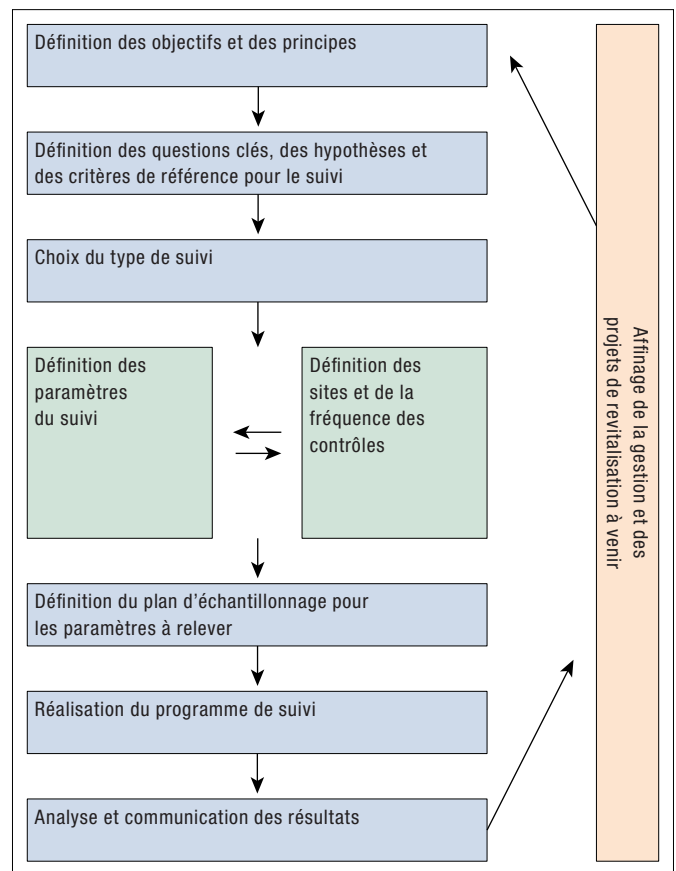 Définition des objectifs et des principes
Définition des questions clés, des hypothèses et
des critères de référence pour le suivi
Choix du type de suivi
Définition des
paramètres
du suivi
Définition des
sites et de la
fréquence des
contrôles
Définition du plan d'échantillonnage pour
les paramètres à relever
Réalisation du programme de suivi
Analyse et communication des résultats
Affinage de la gestion et des
projets de revitalisation à venir